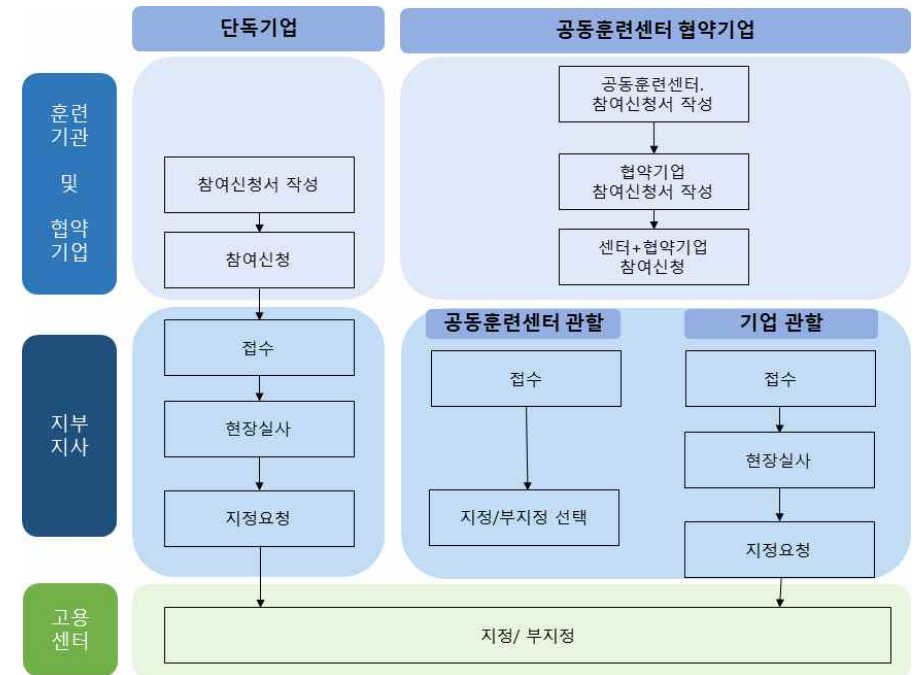 단독기업
공동훈련센터 협약기업
훈련
기관
및
협약
기업
참여신청서 작성
참여신청
공동훈련센터.
참여신청서 작성
협약기업
참여신청서 작성
센터+협약기업
참여신청
지부
지사
접수
현장실사
지정요청
공동훈련센터 관할
접수
지정/부지정 선택
기업 관할
접수
현장실사
지정요청
고용
센터
지정/ 부지정